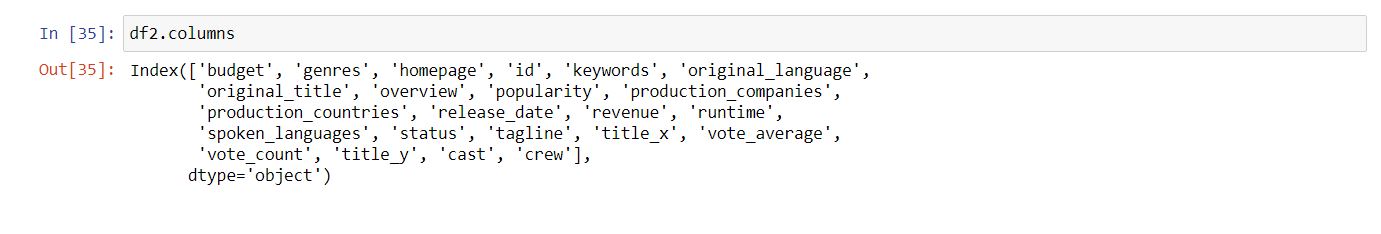 In [35]: df2.columns
Out[35]: Index(['budget', 'genres', 'homepage', 'id', 'keywords', 'original_language',
'original_title', 'overview', 'popularity', 'production_companies',
'production_countries', 'release_date', 'revenue', 'runtime',
'spoken_languages', 'status', 'tagline', 'title_x', 'vote_average',
'vote_count', 'title_y', 'cast', 'crew'],
dtype='object')